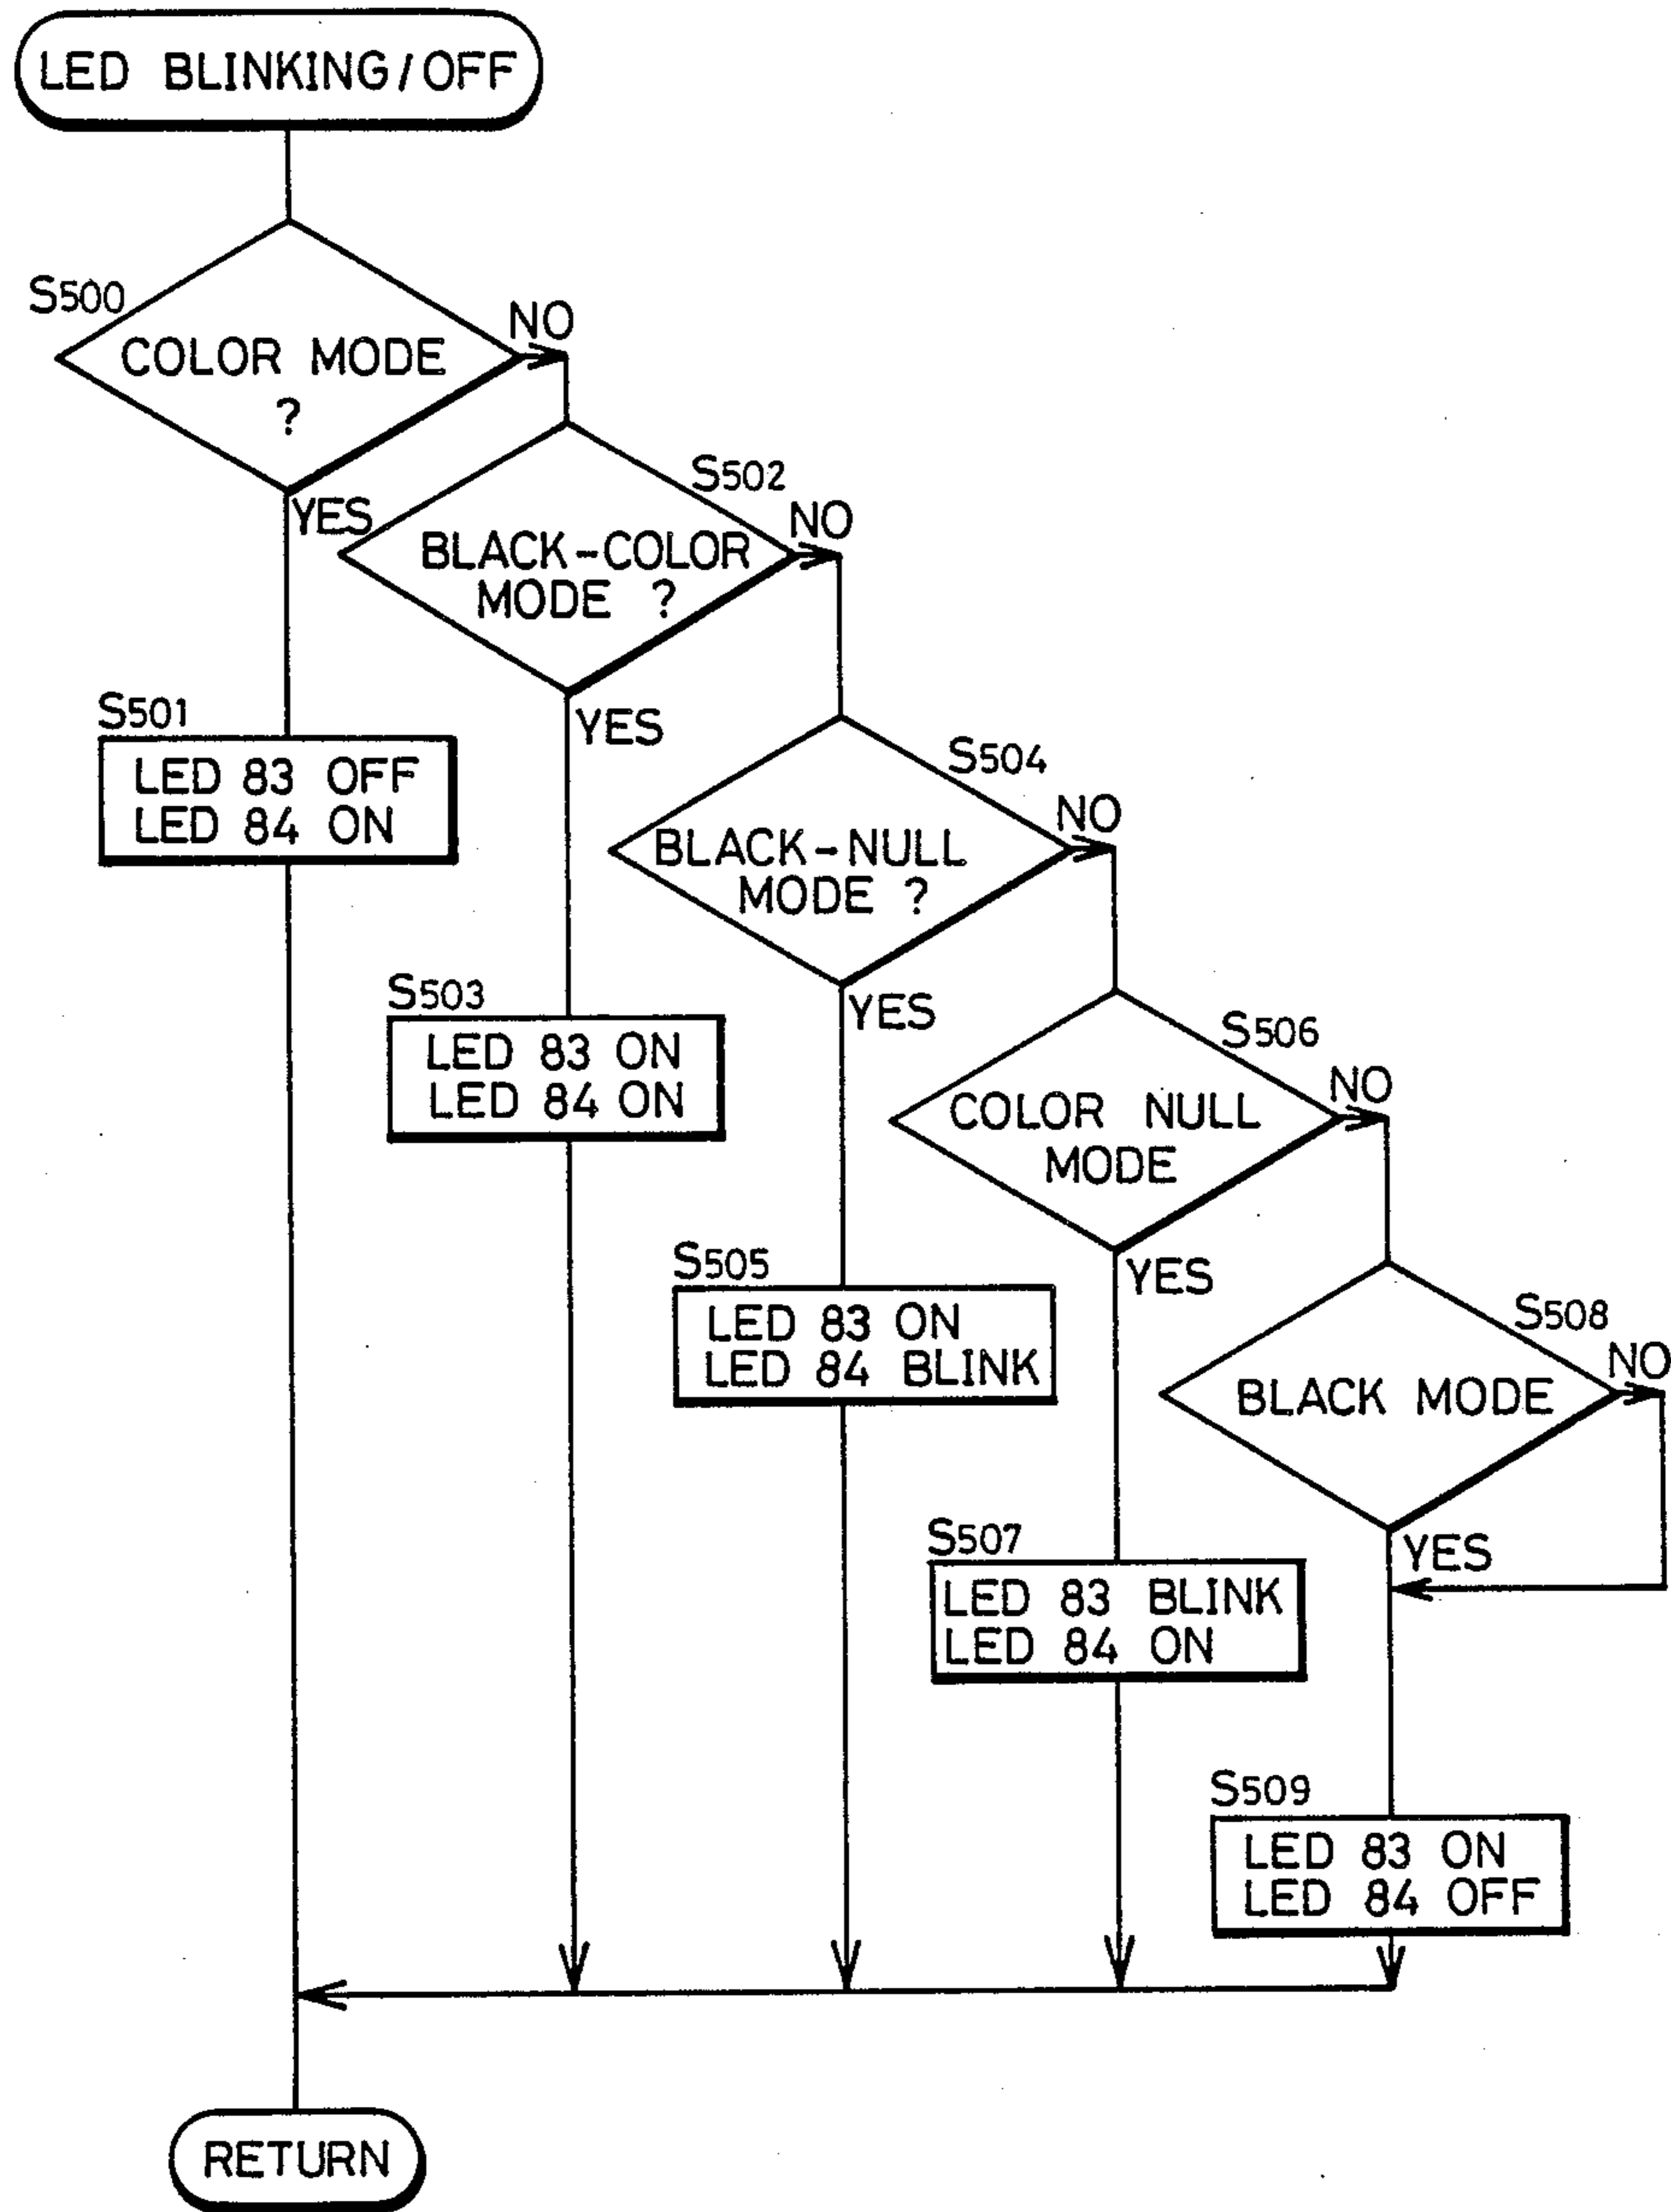 LED BLINKING/OFF
S500
NO
COLOR MODE
?
YES
S502
NO
BLACK-COLOR
MODE ?
YES
S501
LED 83 OFF
LED 84 ON
S504
NO
BLACK-NULL
MODE ?
YES
S503
LED 83 ON
LED 84 ON
S506
NO
COLOR NULL
MODE
YES
S505
LED 83 ON
LED 84 BLINK
S508
NO
BLACK MODE
YES
S507
LED 83 BLINK
LED 84 ON
S509
LED 83 ON
LED 84 OFF
RETURN